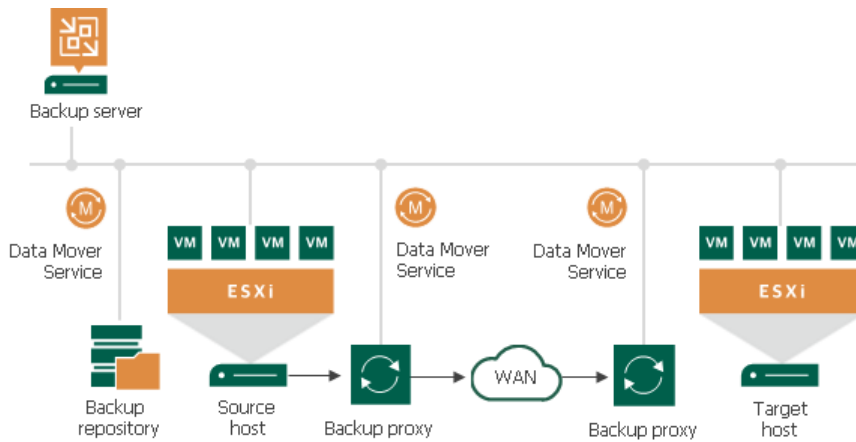 Backup server
M
Data Mover
Service
VM VM VM VM
ESXi
M
Data Mover
Service
M
Data Mover
Service
VM VM VM VM
ESXi
Backup
repository
Source
host
Backup proxy
WAN
Backup proxy
Target
host